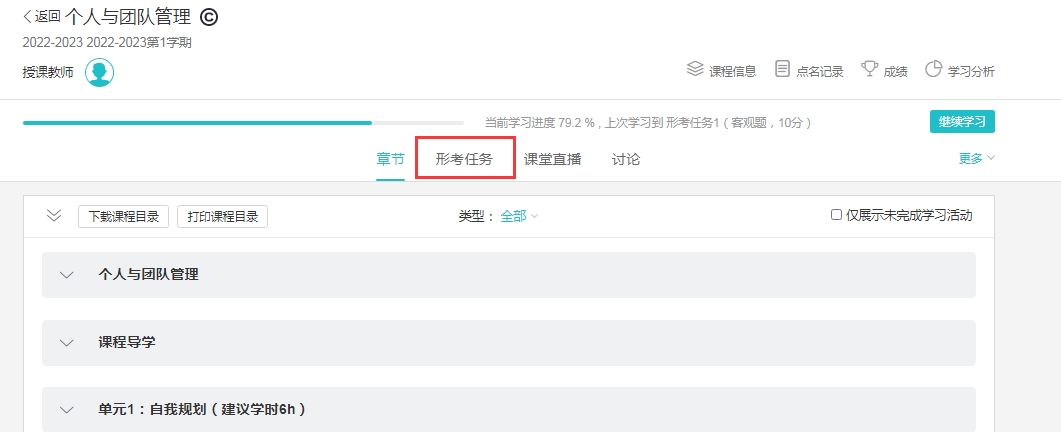 返回 个人与团队管理 ©
2022-2023 2022-2023第1学期
授课教师
课程信息 点名记录 成绩 学习分析
当前学习进度 79.2 % , 上次学习到 形考任务1（客观题，10分） 继续学习
章节 形考任务 课堂直播 讨论 更多
下载课程目录 打印课程目录 类型： 全部 仅展示未完成学习活动
个人与团队管理
课程导学
单元1：自我规划（建议学时6h）